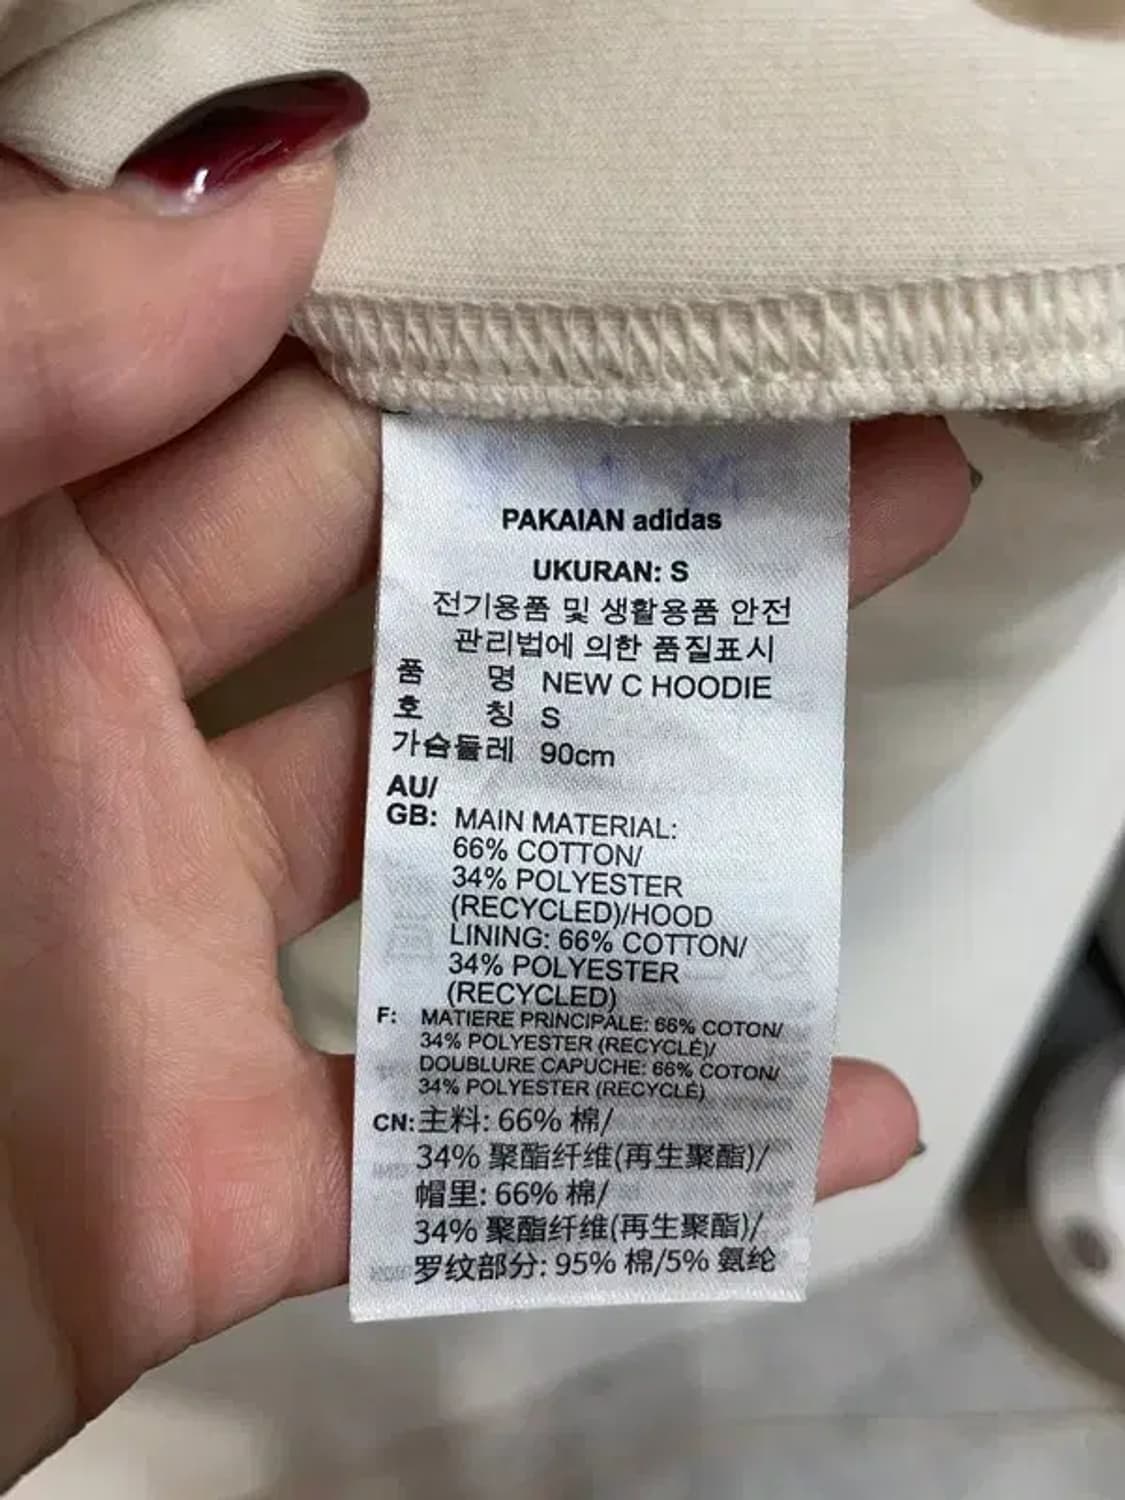 PAKAIAN adidas
UKURAN: S
전기용품 및 생활용품 안전
관리법에 의한 품질표시
품 명 NEW C HOODIE
호 칭 S
가슴둘레 90cm
AU/
GB: MAIN MATERIAL:
66% COTTON/
34% POLYESTER
(RECYCLED)/HOOD
LINING: 66% COTTON/
34% POLYESTER
(RECYCLED)
F: MATIERE PRINCIPALE: 66% COTON/
34% POLYESTER (RECYCLÉ)/
DOUBLURE CAPUCHE: 66% COTON/
34% POLYESTER (RECYCLÉ)
CN: 主料: 66% 棉/
34% 聚酯纤维(再生聚酯)/
帽里: 66% 棉/
34% 聚酯纤维(再生聚酯)/
罗纹部分: 95% 棉/5% 氨纶